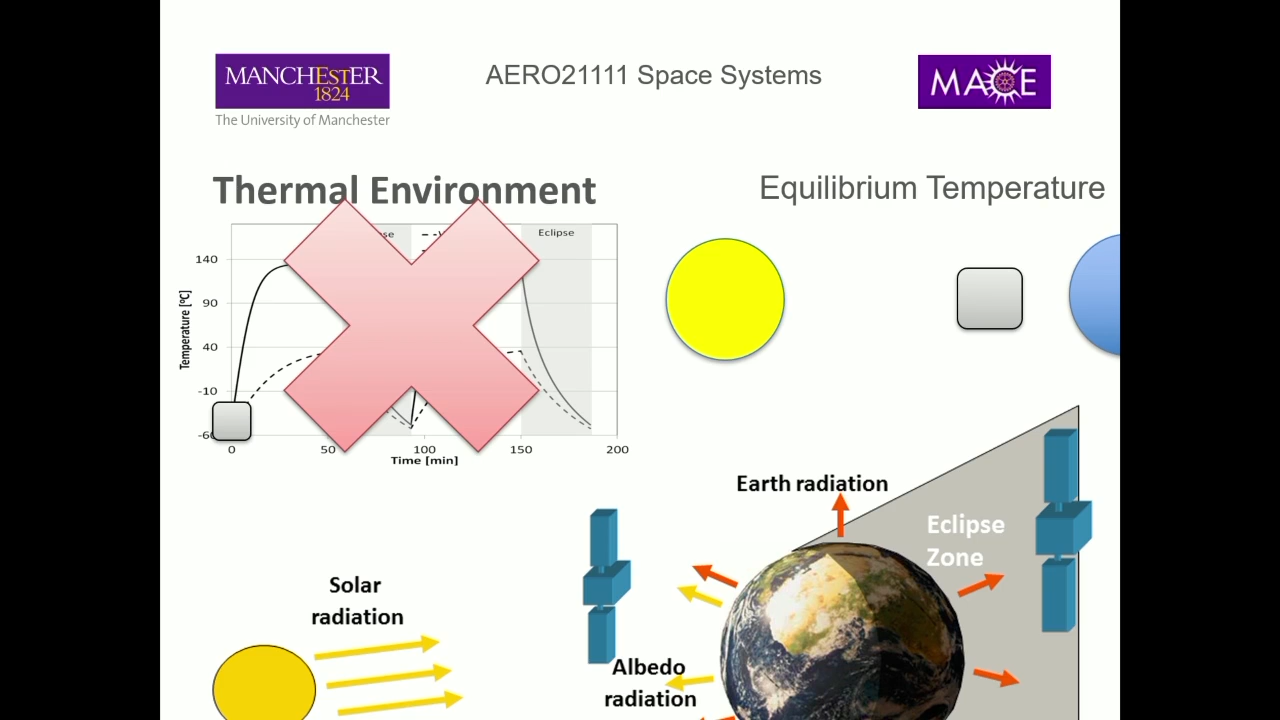 MANCHESTER
1824
The University of Manchester
AERO21111 Space Systems
MACE
Thermal Environment
Equilibrium Temperature
Eclipse
140
90
40
-10
Temperature [ºC]
0
50
100
150
200
Time [min]
Earth radiation
Eclipse
Zone
Solar
radiation
Albedo
radiation